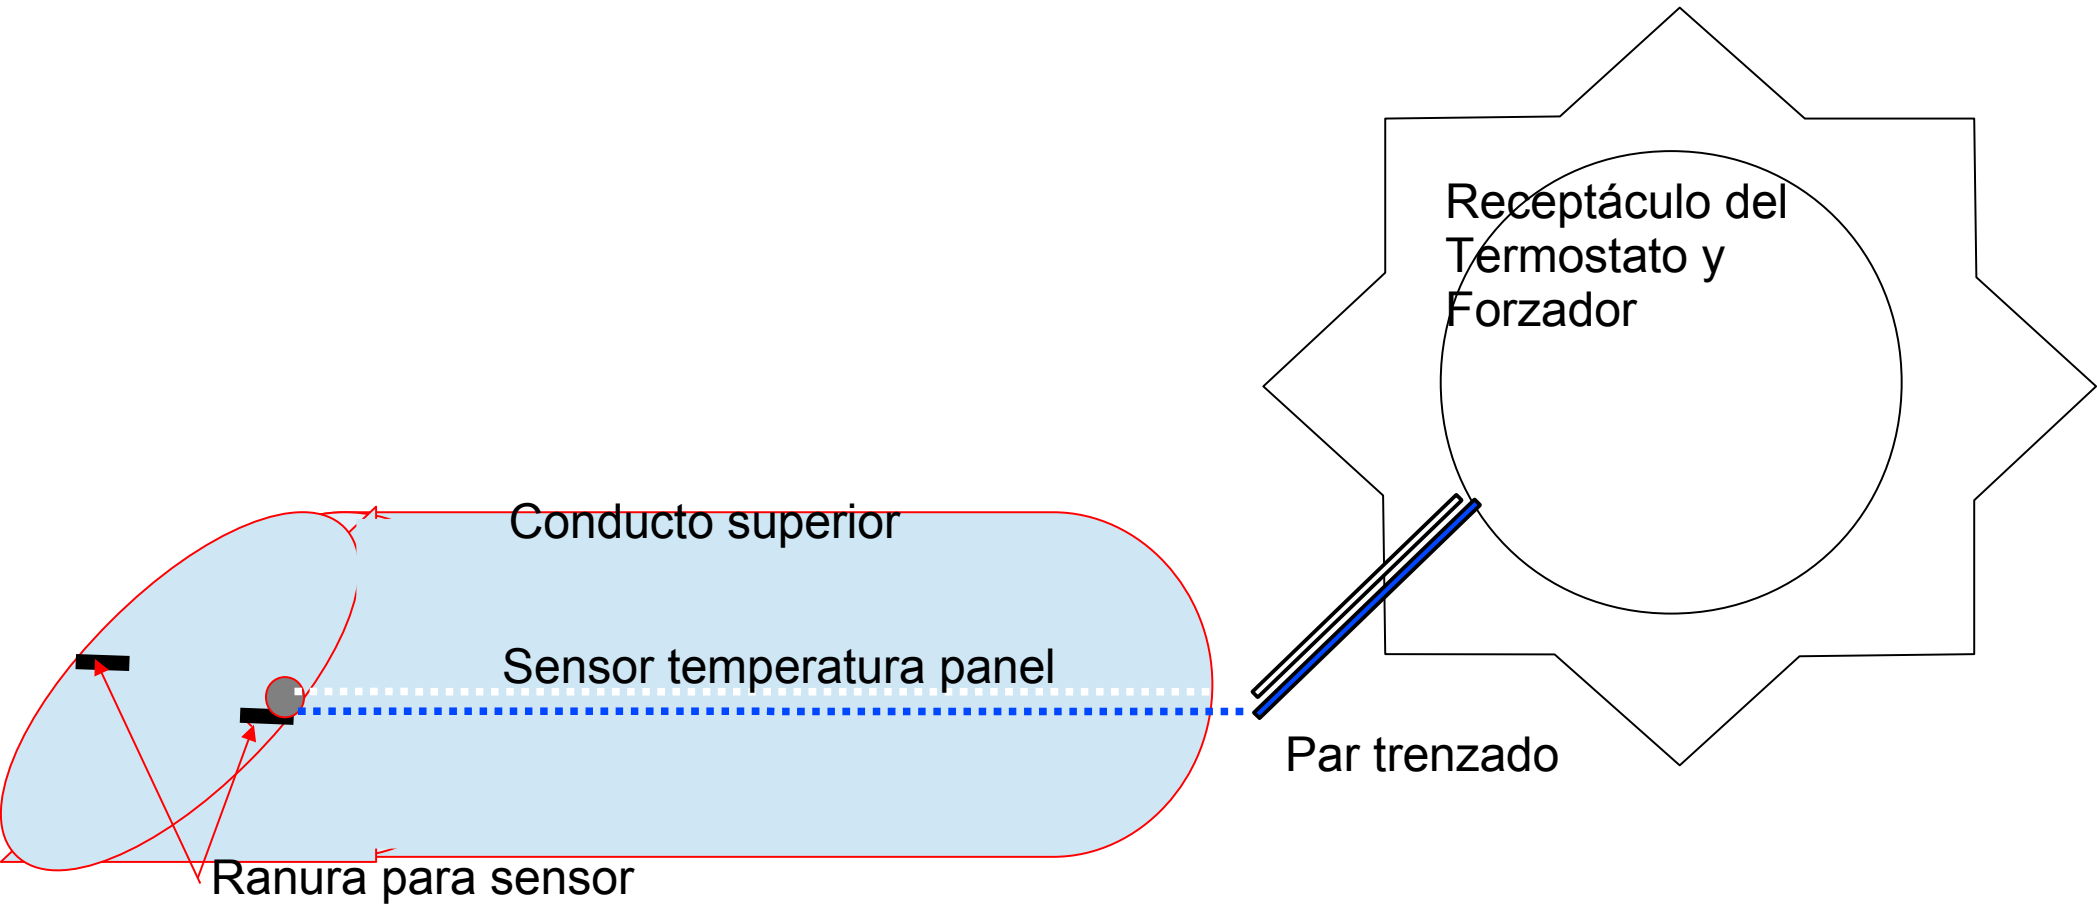 Receptáculo del
Termostato y
Forzador
Conducto superior
Sensor temperatura panel
Par trenzado
Ranura para sensor